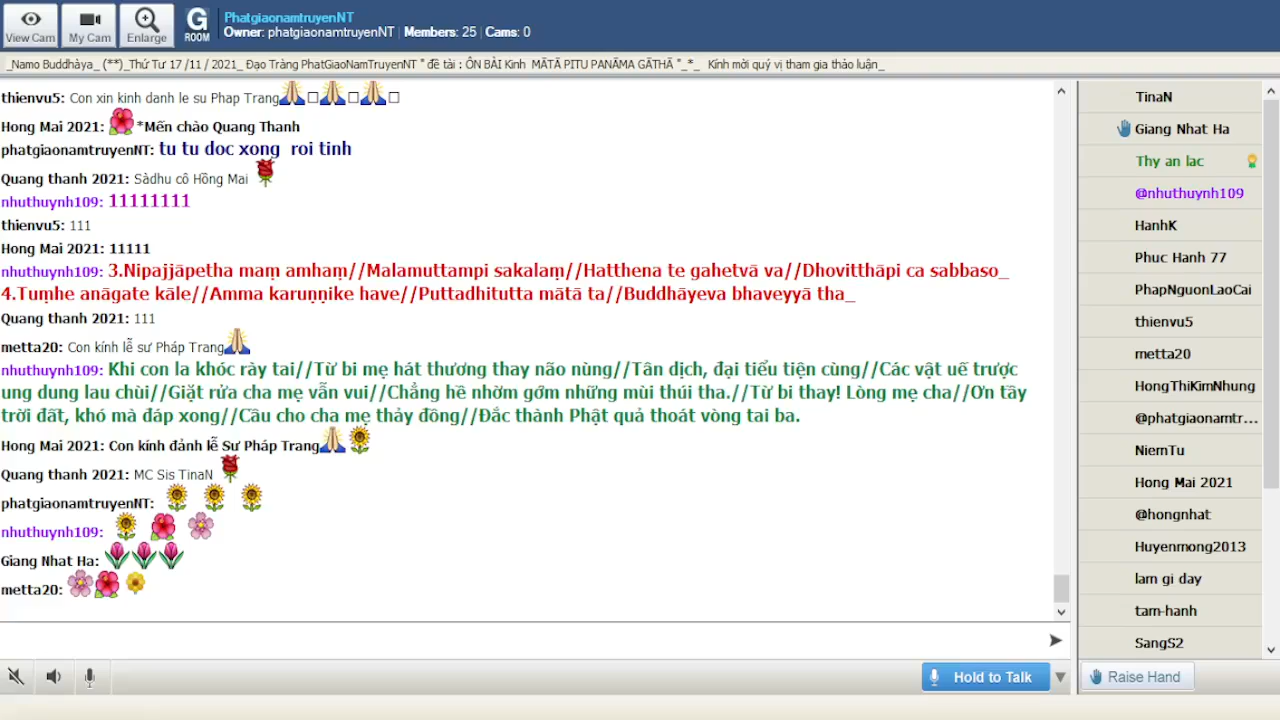 View Cam
My Cam
Enlarge
G
ROOM
PhatgiaonamtruyenNT
Owner: phatgiaonamtruyenNT | Members: 25 | Cams: 0
_Namo Buddhàya_ (**)_Thứ Tư 17 /11 / 2021_ Đạo Tràng PhatGiaoNamTruyenNT " đề tài : ÔN BÀI Kinh MĀTĀ PITU PANĀMA GĀTHĀ "_*_ Kính mời quý vị tham gia thảo luận_
thienvu5: Con xin kinh danh le su Phap Trang
Hong Mai 2021: *Mến chào Quang Thanh
phatgiaonamtruyenNT: tu tu doc xong roi tinh
Quang thanh 2021: Sàdhu cô Hồng Mai
nhuthuynh109: 11111111
thienvu5: 111
Hong Mai 2021: 11111
nhuthuynh109: 3.Nipajjāpetha maṃ amhaṃ//Malamuttampi sakalaṃ//Hatthena te gahetvā va//Dhovitthāpi ca sabbaso_
4.Tuṃhe anāgate kāle//Amma karuṇṇike have//Puttadhitutta mātā ta//Buddhāyeva bhaveyyā tha_
Quang thanh 2021: 111
metta20: Con kính lễ sư Pháp Trang
nhuthuynh109: Khi con la khóc rày tai//Từ bi mẹ hát thương thay não nùng//Tân dịch, đại tiểu tiện cùng//Các vật uế trược
ung dung lau chùi//Giặt rửa cha mẹ vẫn vui//Chẳng hề nhờm gớm những mùi thúi tha.//Từ bi thay! Lòng mẹ cha//Ơn tầy
trời đất, khó mà đáp xong//Cầu cho cha mẹ thảy đồng//Đắc thành Phật quả thoát vòng tai ba.
Hong Mai 2021: Con kính đảnh lễ Sư Pháp Trang
Quang thanh 2021: MC Sis TinaN
phatgiaonamtruyenNT:
nhuthuynh109:
Giang Nhat Ha:
metta20:
TinaN
Giang Nhat Ha
Thy an lac
@nhuthuynh109
HanhK
Phuc Hanh 77
PhapNguonLaoCai
thienvu5
metta20
HongThiKimNhung
@phatgiaonamtr...
NiemTu
Hong Mai 2021
@hongnhat
Huyenmong2013
lam gi day
tam-hanh
SangS2
Hold to Talk
Raise Hand